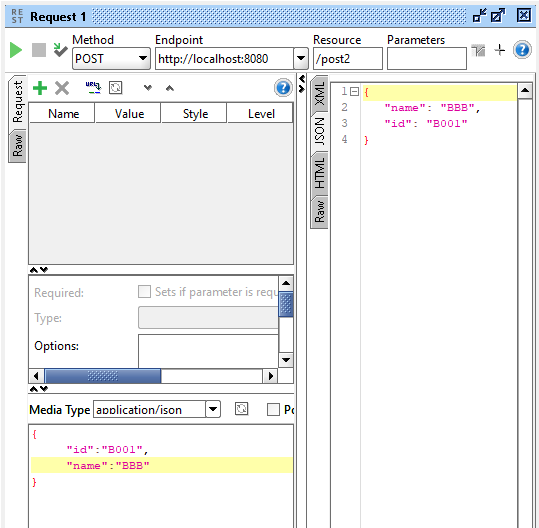 REST Request 1
Method Endpoint Resource Parameters
POST http://localhost:8080 /post2
Request
Raw
URL
Name Value Style Level
Required: Sets if parameter is requ
Type:
Options:
Media Type application/json Po
{
"id":"B001",
"name":"BBB"
}
XML
JSON
HTML
Raw
1 {
2 "name": "BBB",
3 "id": "B001"
4 }